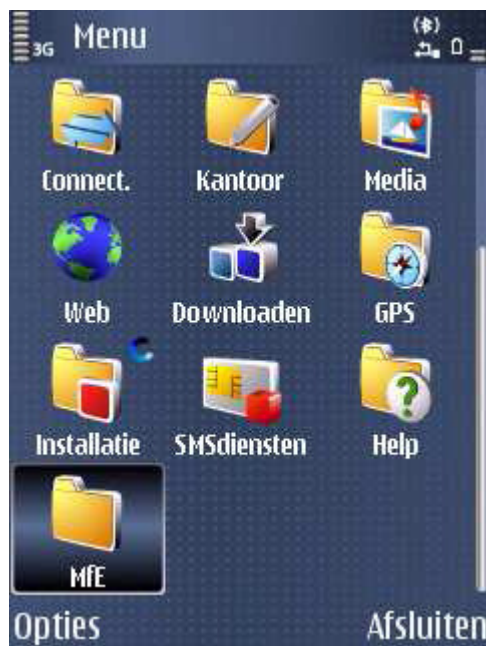 3G Menu
Connect. Kantoor Media
Web Downloaden GPS
Installatie SMSdiensten Help
MfE
Opties Afsluiten